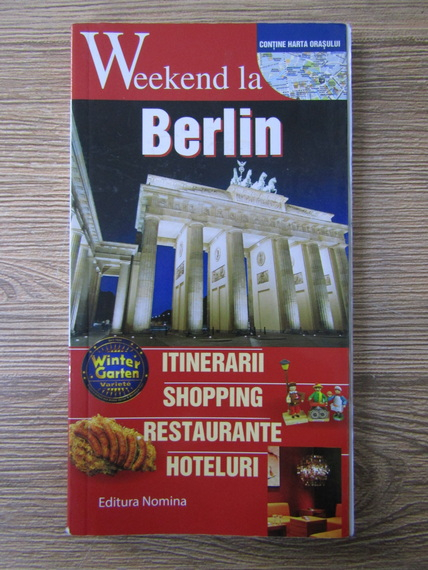 CONȚINE HARTA ORAȘULUI
Weekend la
Berlin
Winter
Garten
Varieté
ITINERARII
SHOPPING
RESTAURANTE
HOTELURI
Editura Nomina